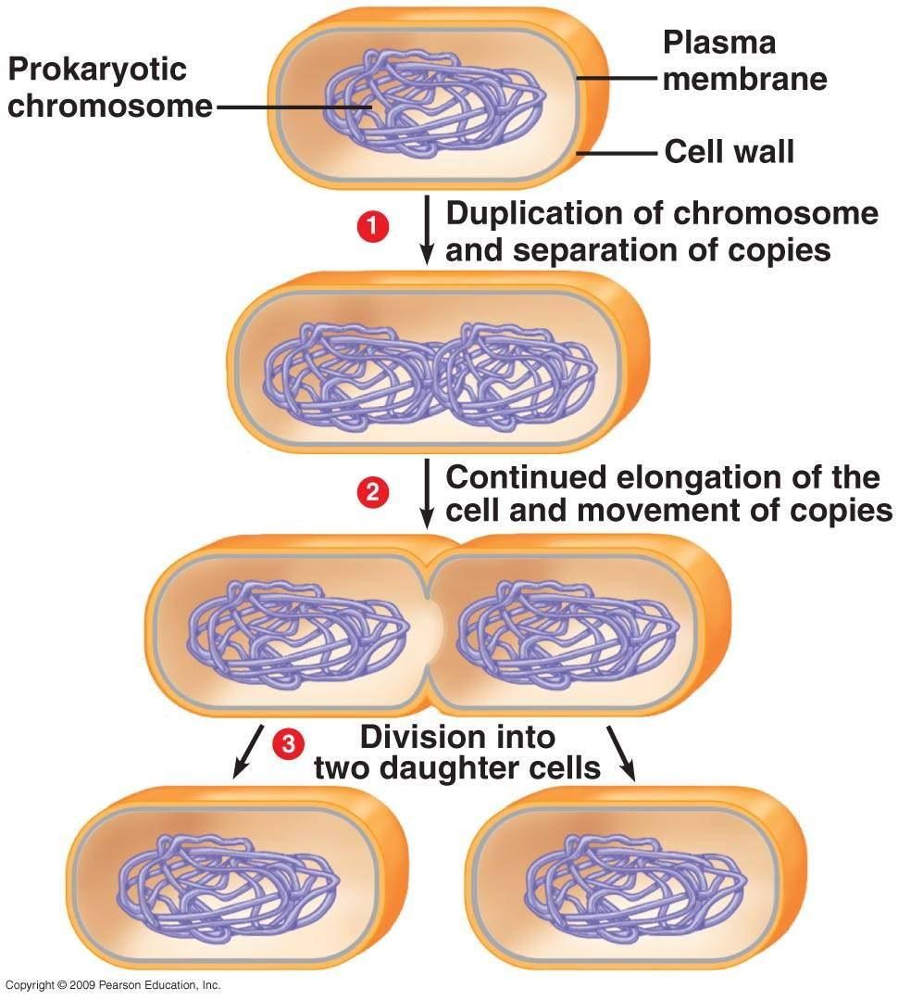 Prokaryotic
chromosome
Plasma
membrane
Cell wall
1
Duplication of chromosome
and separation of copies
2
Continued elongation of the
cell and movement of copies
3
Division into
two daughter cells
Copyright © 2009 Pearson Education, Inc.